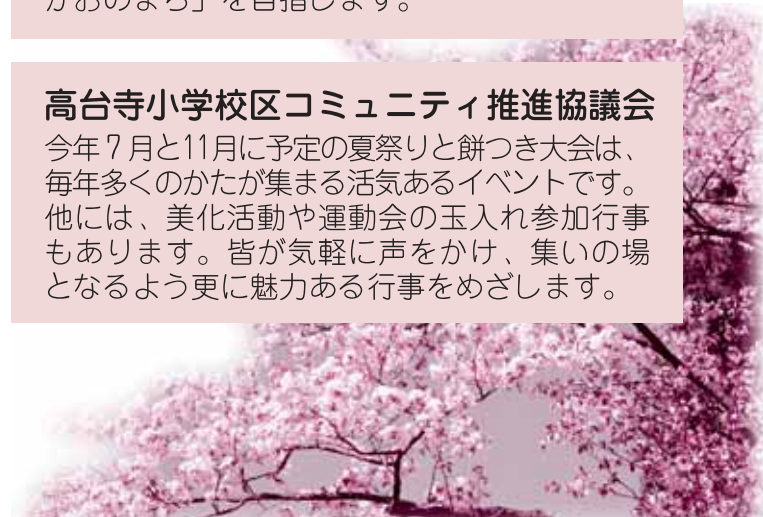 がおのまち」を目指します。
高台寺小学校区コミュニティ推進協議会
今年７月と11月に予定の夏祭りと餅つき大会は、
毎年多くのかたが集まる活気あるイベントです。
他には、美化活動や運動会の玉入れ参加行事
もあります。皆が気軽に声をかけ、集いの場
となるよう更に魅力ある行事をめざします。